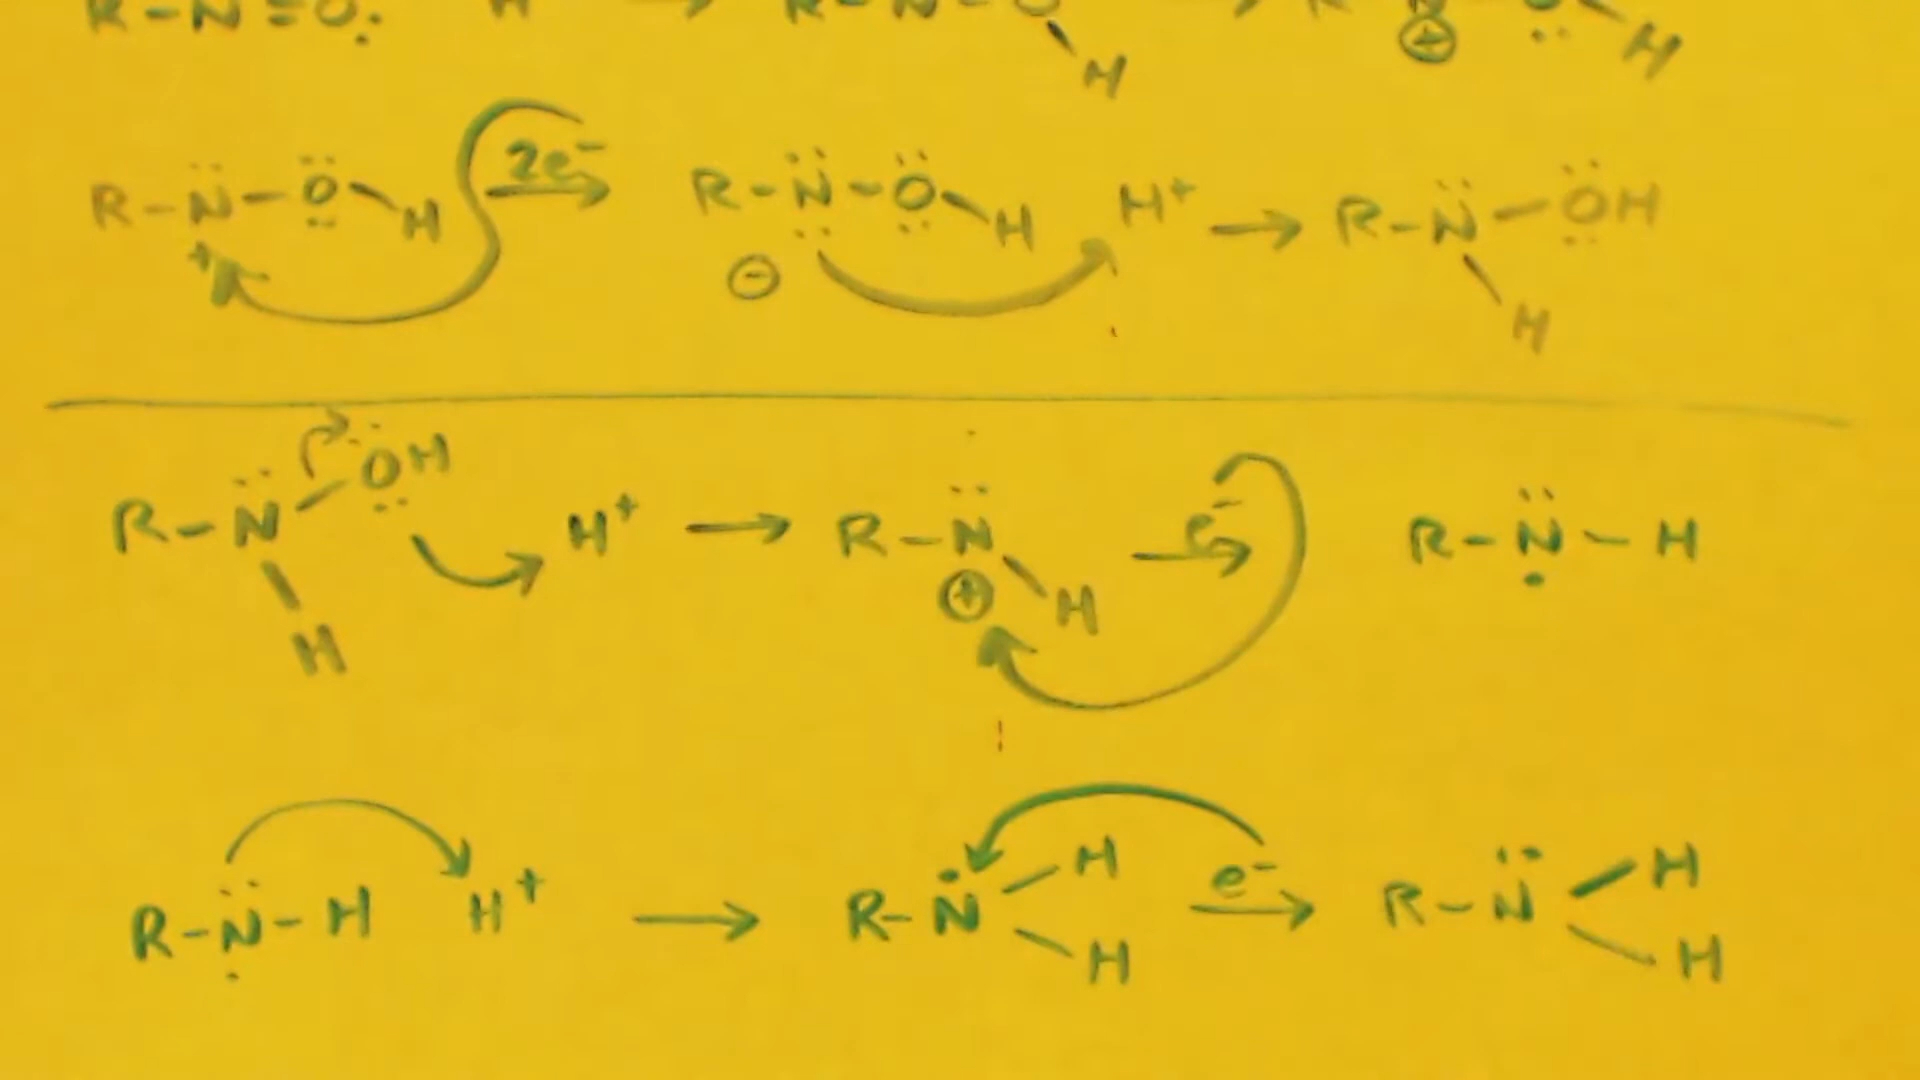 R-N=O: H → R-N-O-H → R-N-O-H ⊕
R-N-O-H + 2e⁻ → R-N-O-H ⊖ H⁺ → R-N-OH H
R-N-OH H H⁺ → R-N-H ⊕ e⁻ → R-N-H
R-N-H H⁺ → R-N H H e⁻ → R-N H H